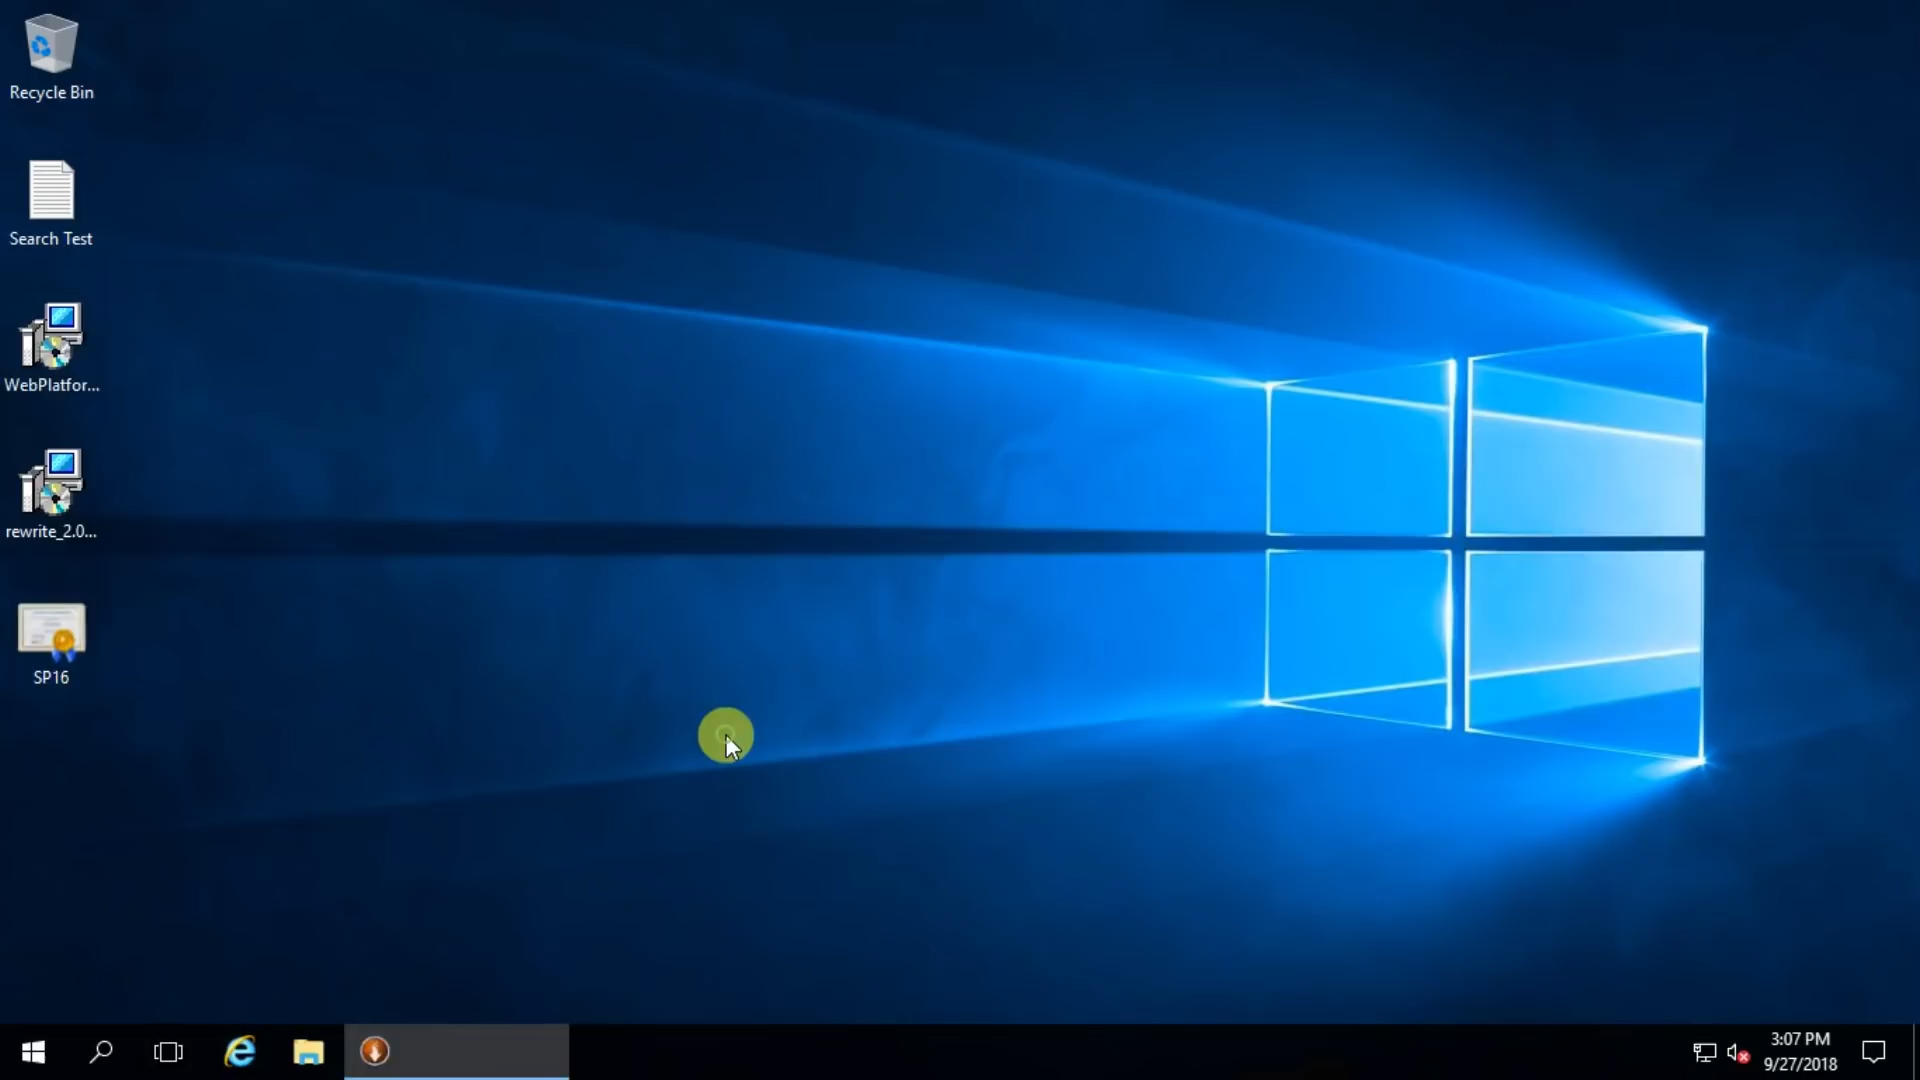 Recycle Bin
Search Test
WebPlatfor...
rewrite_2.0...
SP16
3:07 PM
9/27/2018